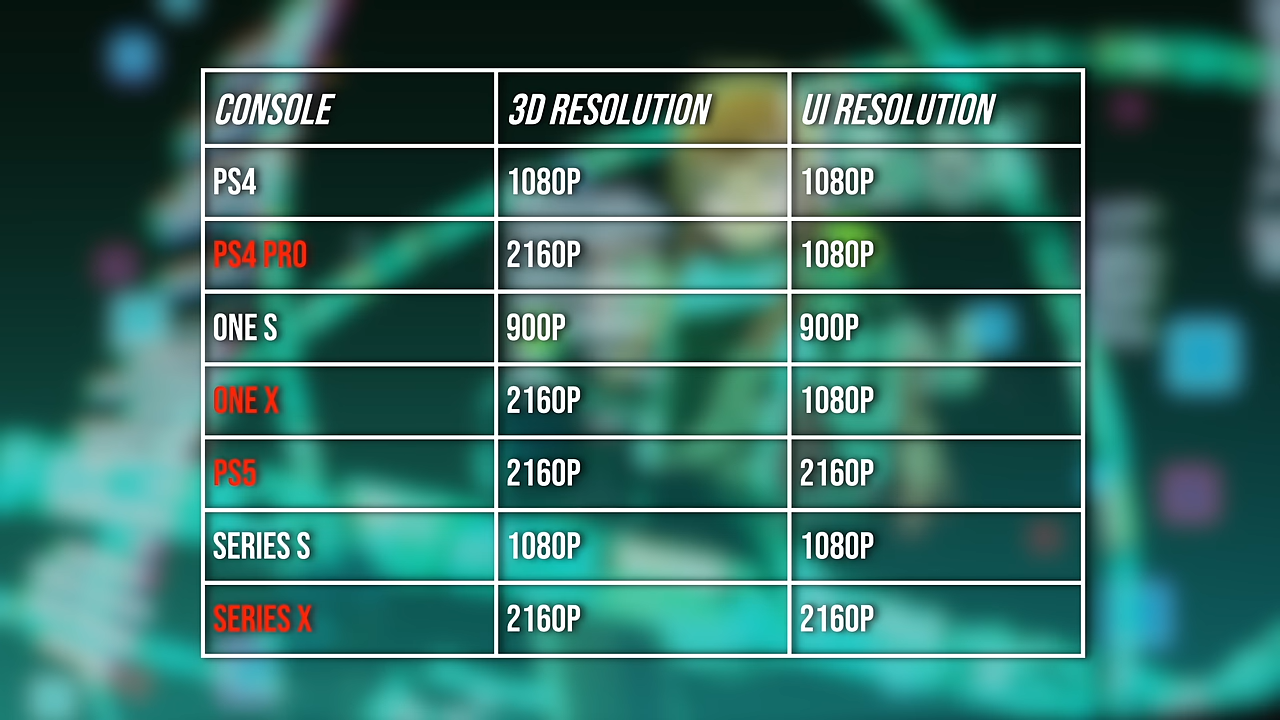 CONSOLE 3D RESOLUTION UI RESOLUTION
PS4 1080P 1080P
PS4 PRO 2160P 1080P
ONE S 900P 900P
ONE X 2160P 1080P
PS5 2160P 2160P
SERIES S 1080P 1080P
SERIES X 2160P 2160P